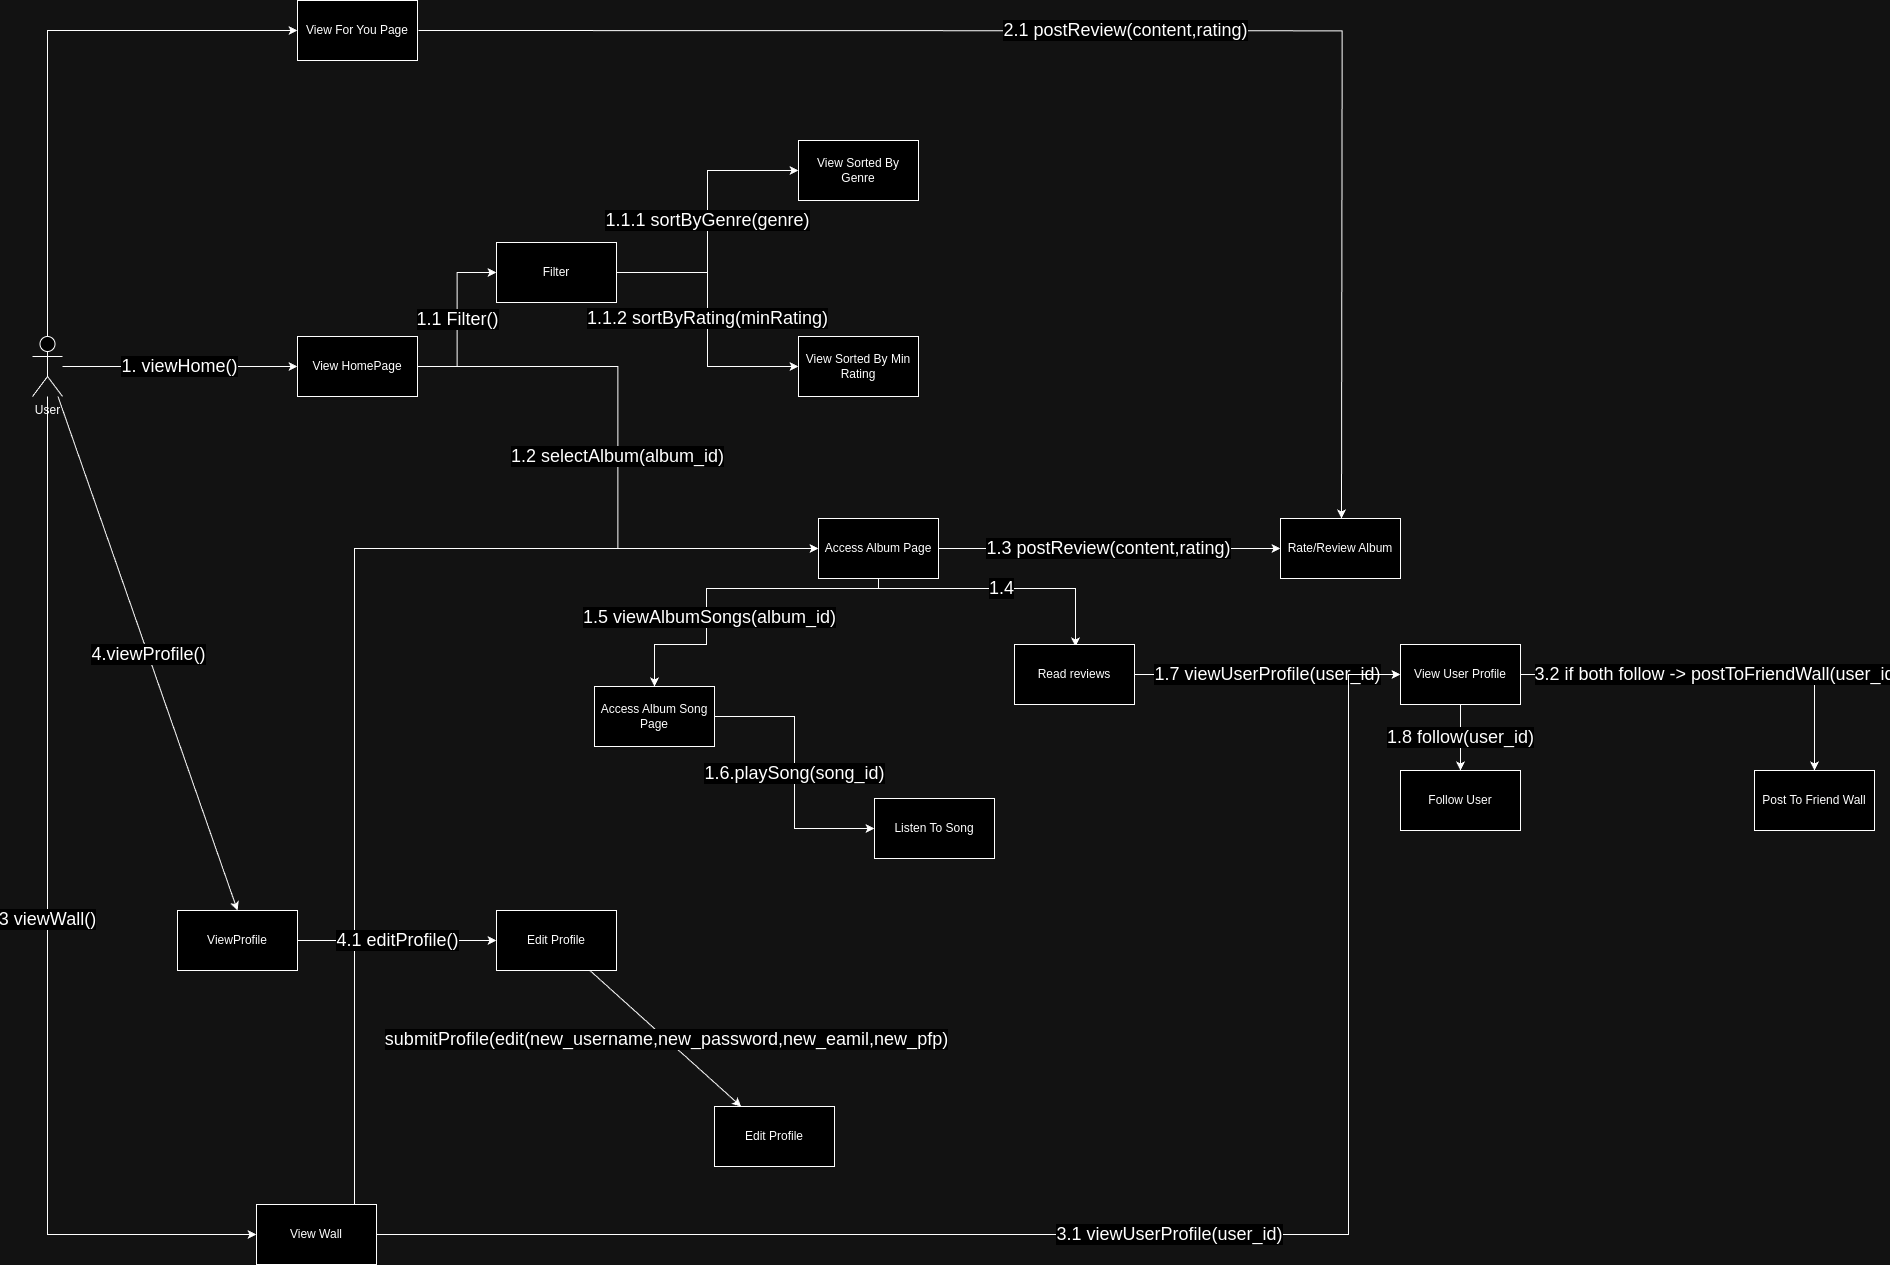 View For You Page
2.1 postReview(content,rating)
View Sorted By
Genre
1.1.1 sortByGenre(genre)
Filter
1.1 Filter()
1.1.2 sortByRating(minRating)
1. viewHome()
View HomePage
View Sorted By Min
Rating
User
1.2 selectAlbum(album_id)
Access Album Page
1.3 postReview(content,rating)
Rate/Review Album
1.4
1.5 viewAlbumSongs(album_id)
4.viewProfile()
Read reviews
1.7 viewUserProfile(user_id)
View User Profile
3.2 if both follow -> postToFriendWall(user_id
Access Album Song
Page
1.8 follow(user_id)
1.6.playSong(song_id)
Follow User
Post To Friend Wall
Listen To Song
3 viewWall()
ViewProfile
4.1 editProfile()
Edit Profile
submitProfile(edit(new_username,new_password,new_eamil,new_pfp)
Edit Profile
View Wall
3.1 viewUserProfile(user_id)